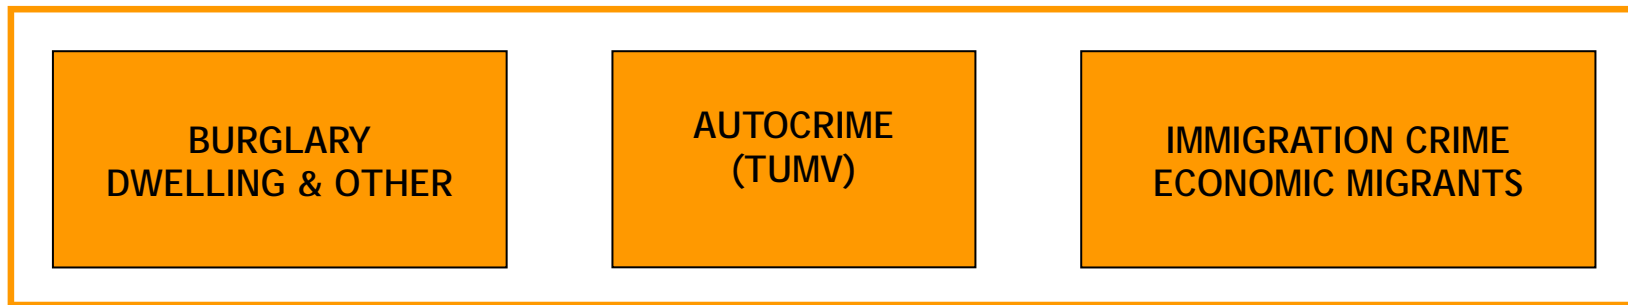 BURGLARY
DWELLING & OTHER
AUTOCRIME
(TUMV)
IMMIGRATION CRIME
ECONOMIC MIGRANTS